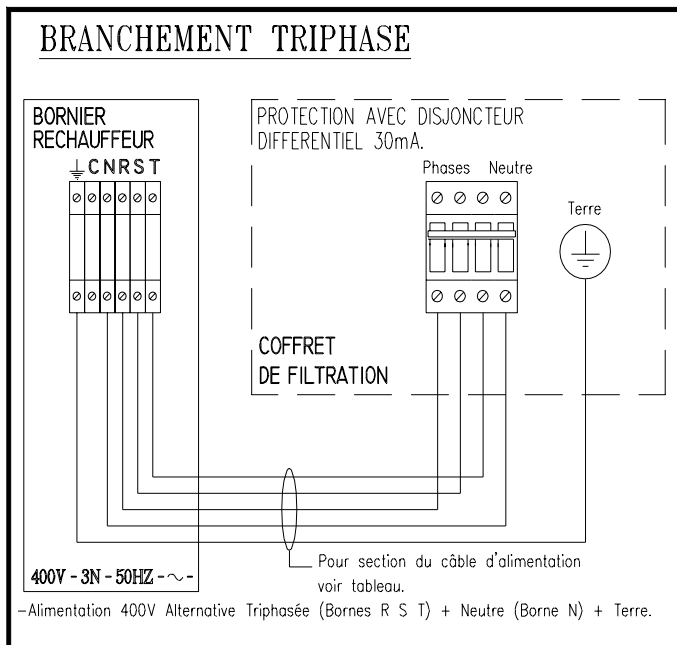 BRANCHEMENT TRIPHASE
BORNIER
RECHAUFFEUR
C N R S T
PROTECTION AVEC DISJONCTEUR
DIFFERENTIEL 30mA.
Phases Neutre
Terre
COFFRET
DE FILTRATION
400V - 3N - 50HZ - ~ -
Pour section du câble d'alimentation
voir tableau.
-Alimentation 400V Alternative Triphasée (Bornes R S T) + Neutre (Borne N) + Terre.